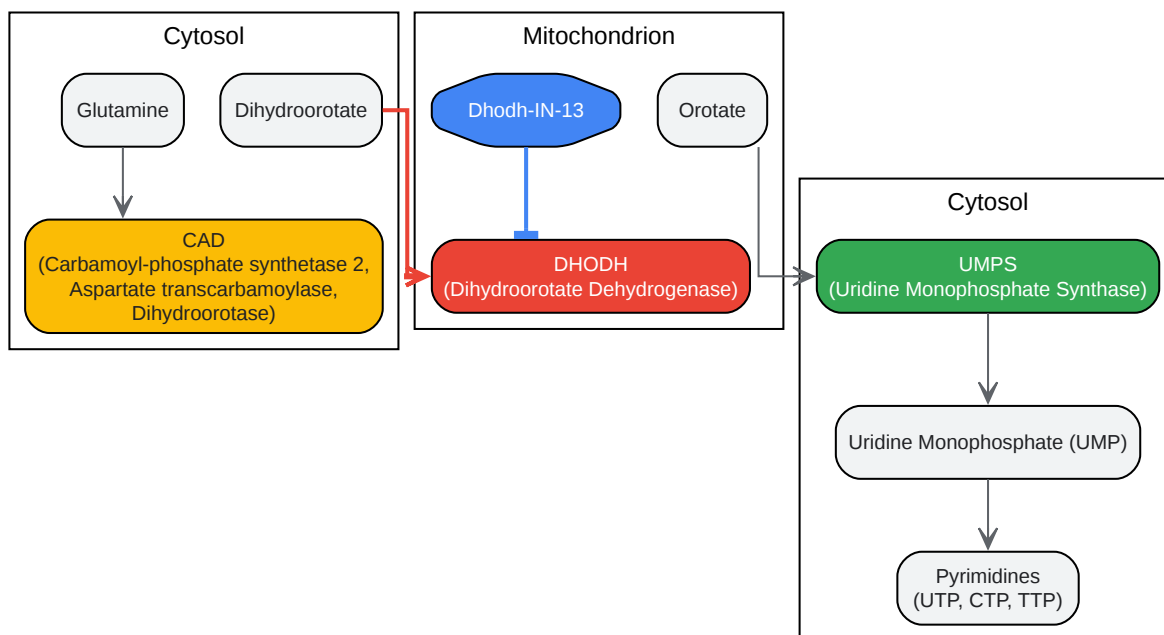 Cytosol
Glutamine
Dihydroorotate
CAD
(Carbamoyl-phosphate synthetase 2,
Aspartate transcarbamoylase,
Dihydroorotase)
Mitochondrion
Dhodh-IN-13
Orotate
DHODH
(Dihydroorotate Dehydrogenase)
Cytosol
UMPS
(Uridine Monophosphate Synthase)
Uridine Monophosphate (UMP)
Pyrimidines
(UTP, CTP, TTP)